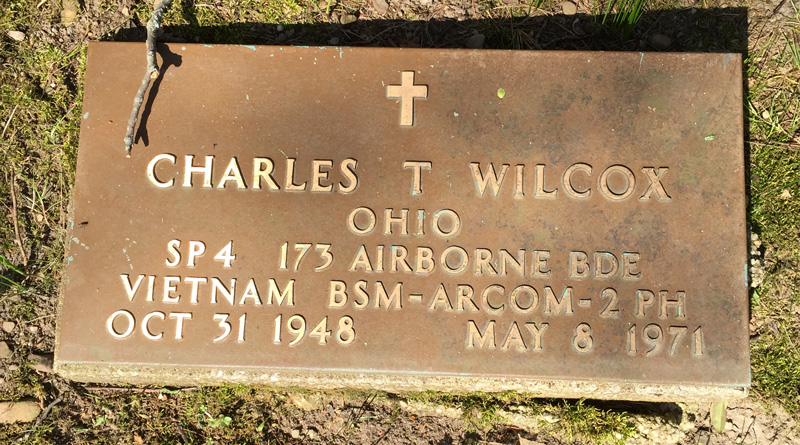 CHARLES T WILCOX
OHIO
SP4 173 AIRBORNE BDE
VIETNAM BSM-ARCOM-2 PH
OCT 31 1948 MAY 8 1971